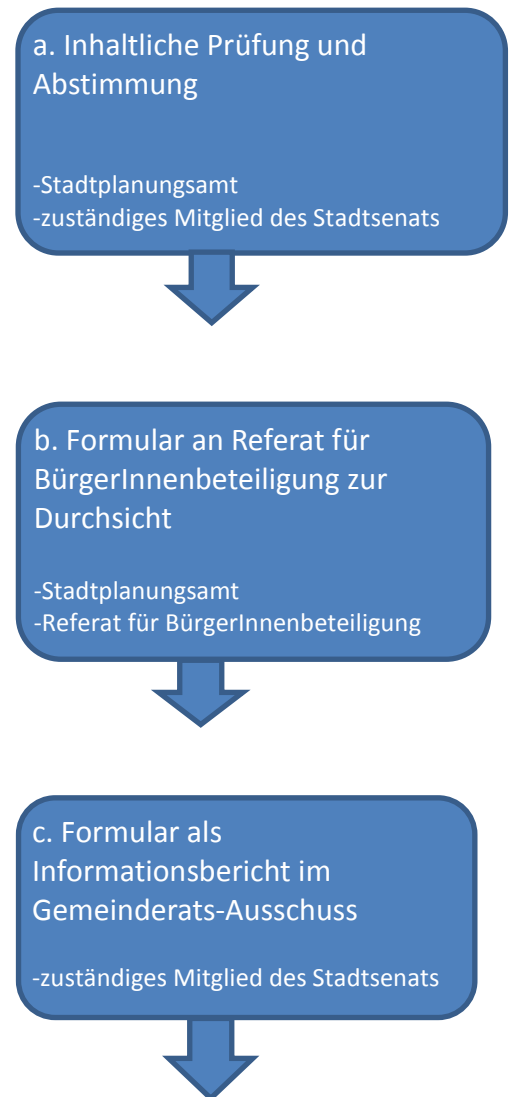 a. Inhaltliche Prüfung und
Abstimmung
-Stadtplanungsamt
-zuständiges Mitglied des Stadtsenats
b. Formular an Referat für
BürgerInnenbeteiligung zur
Durchsicht
-Stadtplanungsamt
-Referat für BürgerInnenbeteiligung
c. Formular als
Informationsbericht im
Gemeinderats-Ausschuss
-zuständiges Mitglied des Stadtsenats